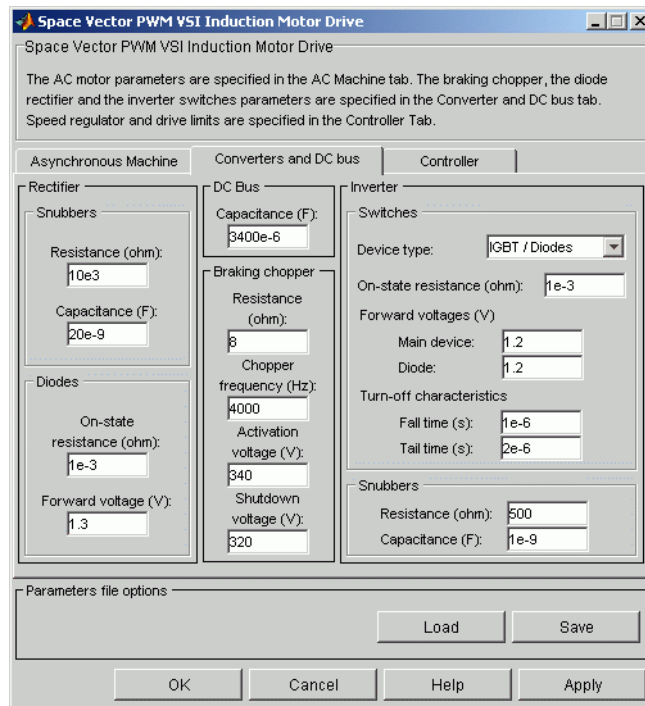 Space Vector PWM VSI Induction Motor Drive
Space Vector PWM VSI Induction Motor Drive
The AC motor parameters are specified in the AC Machine tab. The braking chopper, the diode
rectifier and the inverter switches parameters are specified in the Converter and DC bus tab.
Speed regulator and drive limits are specified in the Controller Tab.
Asynchronous Machine
Converters and DC bus
Controller
Rectifier
Snubbers
Resistance (ohm):
10e3
Capacitance (F):
20e-9
Diodes
On-state
resistance (ohm):
1e-3
Forward voltage (V):
1.3
DC Bus
Capacitance (F):
3400e-6
Braking chopper
Resistance
(ohm):
8
Chopper
frequency (Hz):
4000
Activation
voltage (V):
340
Shutdown
voltage (V):
320
Inverter
Switches
Device type: IGBT / Diodes
On-state resistance (ohm): 1e-3
Forward voltages (V)
Main device: 1.2
Diode: 1.2
Turn-off characteristics
Fall time (s): 1e-6
Tail time (s): 2e-6
Snubbers
Resistance (ohm): 500
Capacitance (F): 1e-9
Parameters file options
Load
Save
OK
Cancel
Help
Apply